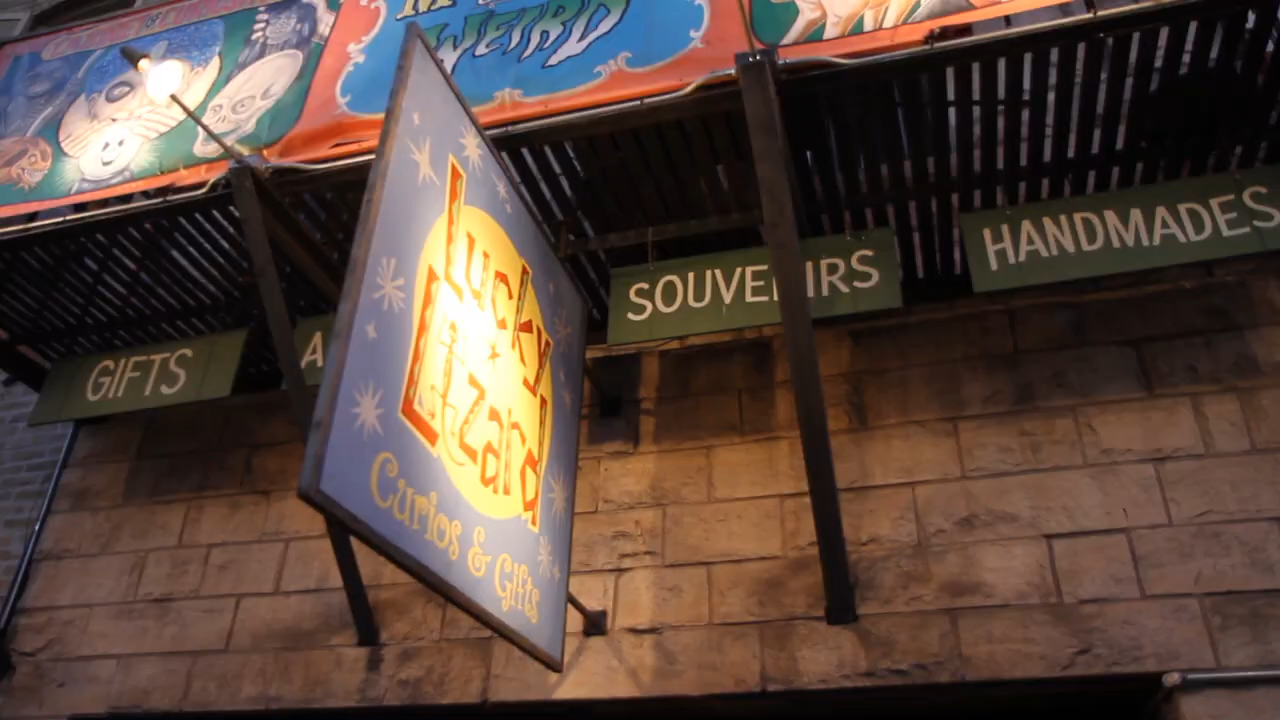 WEIRD
Lucky
Lizard
Curios & Gifts
GIFTS
A
SOUVENIRS
HANDMADES